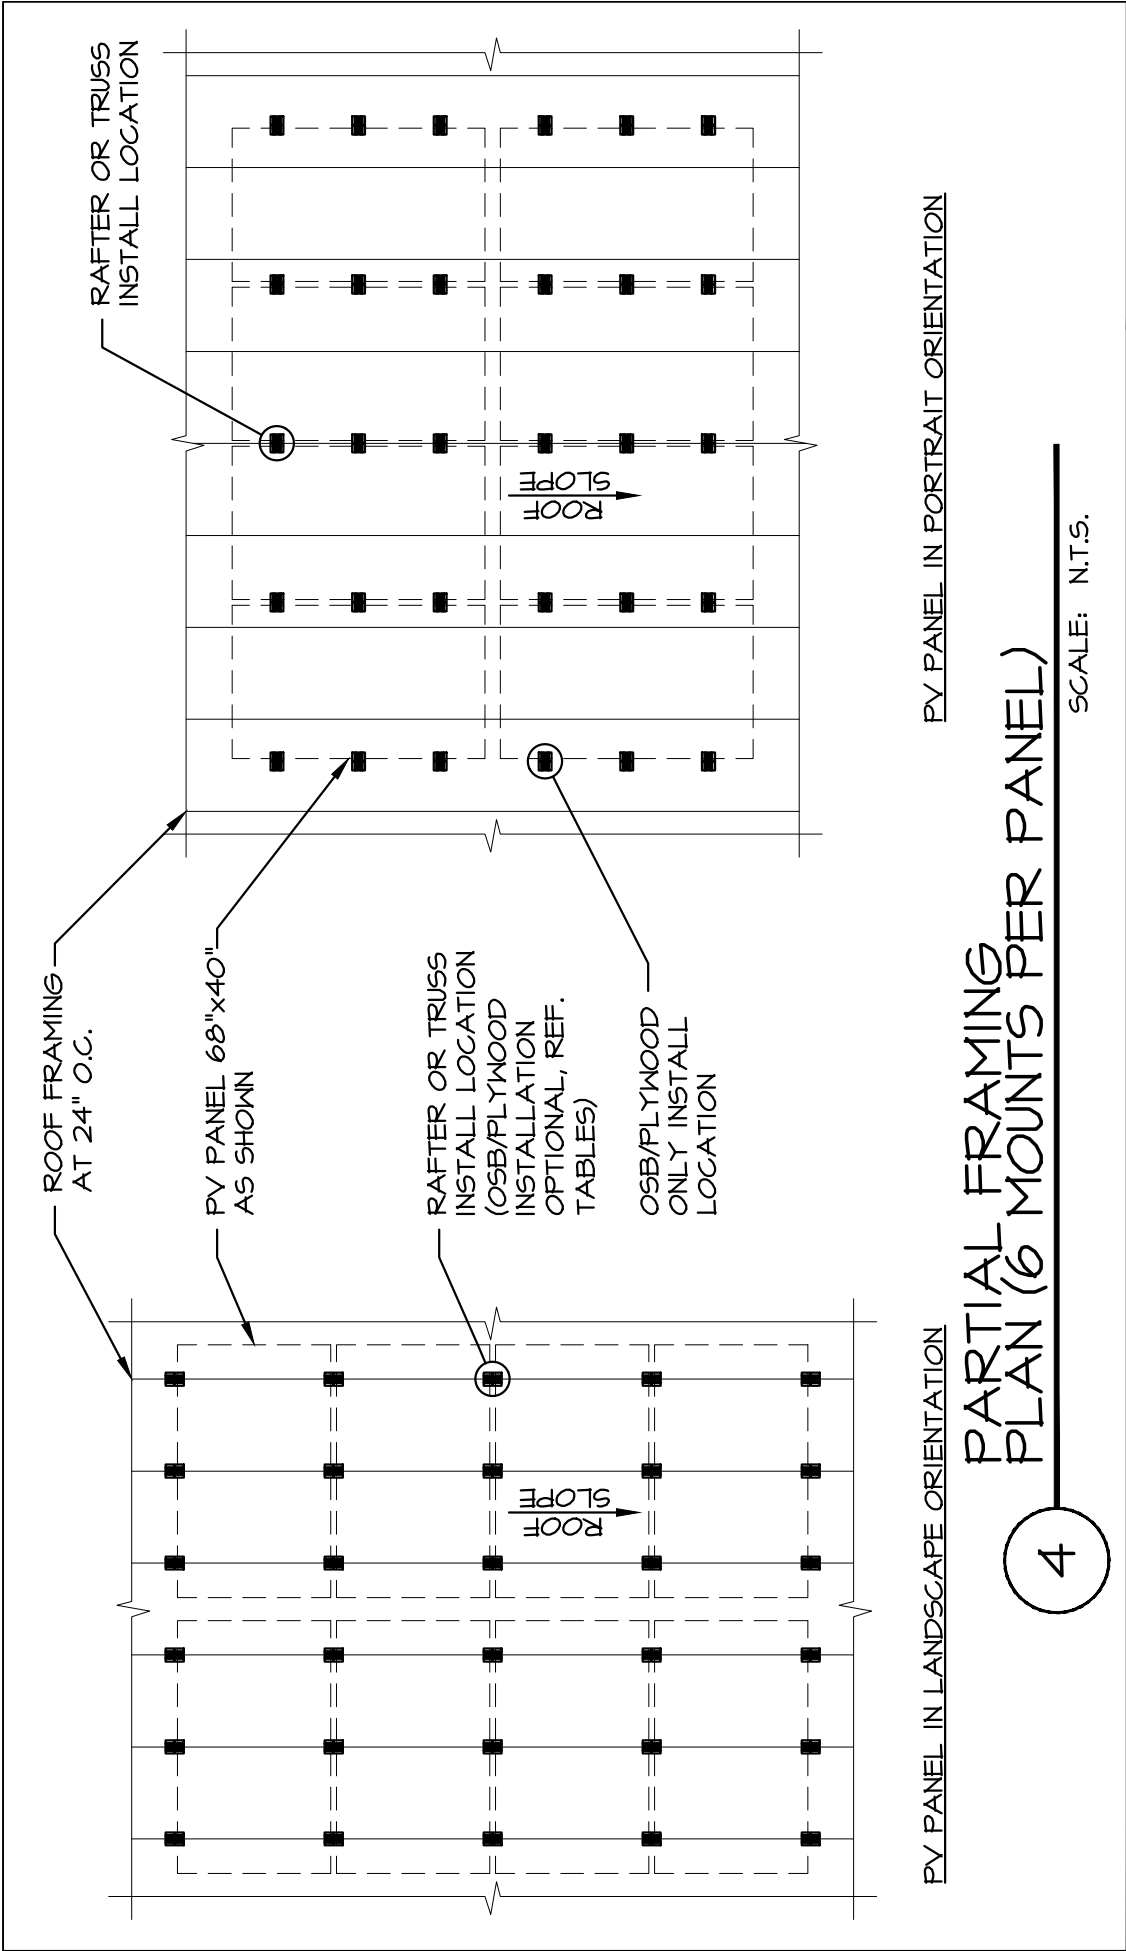 ROOF FRAMING
AT 24" O.C.
PV PANEL 68"x40"
AS SHOWN
RAFTER OR TRUSS
INSTALL LOCATION
(OSB/PLYWOOD
INSTALLATION
OPTIONAL, REF.
TABLES)
OSB/PLYWOOD
ONLY INSTALL
LOCATION
RAFTER OR TRUSS
INSTALL LOCATION
ROOF
SLOPE
ROOF
SLOPE
PV PANEL IN LANDSCAPE ORIENTATION
PV PANEL IN PORTRAIT ORIENTATION
4
PARTIAL FRAMING
PLAN (6 MOUNTS PER PANEL)
SCALE: N.T.S.